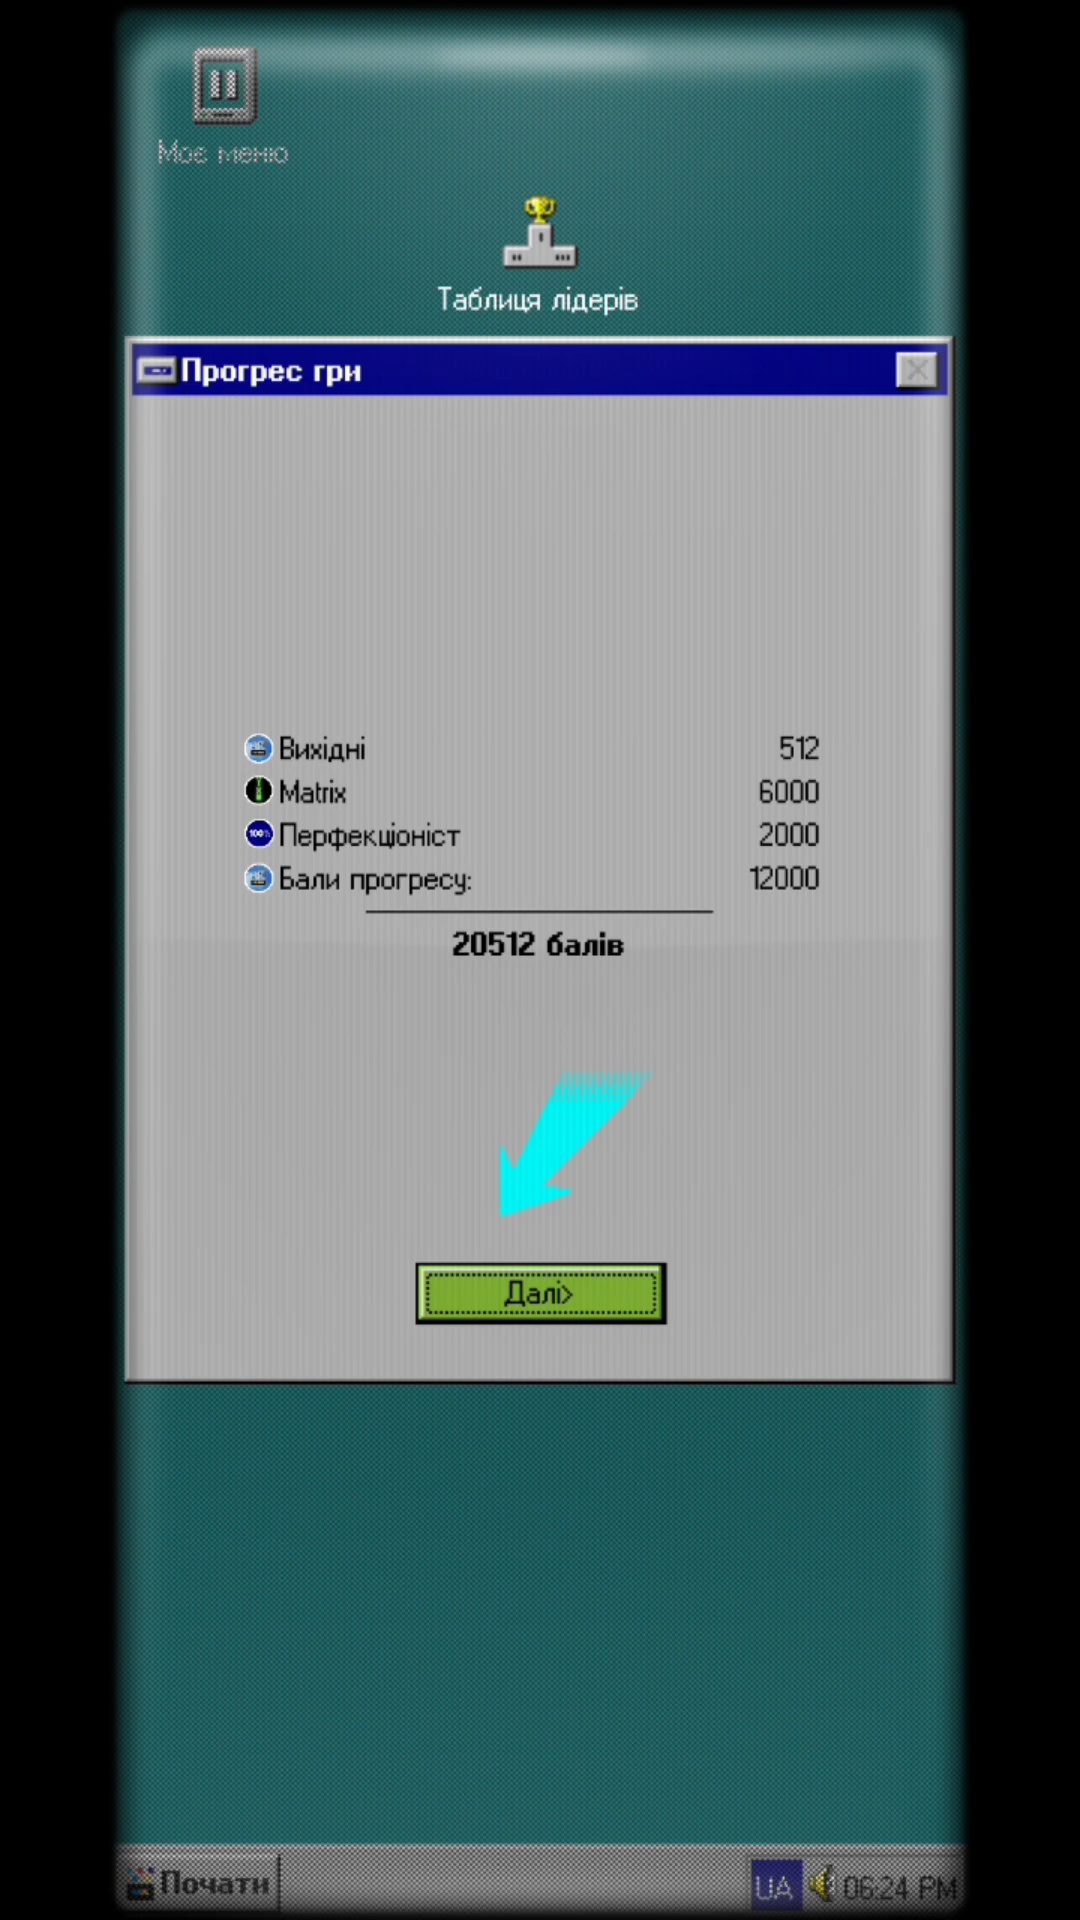 Моє меню
Таблиця лідерів
Прогрес гри
Вихідні 512
Matrix 6000
100% Перфекціоніст 2000
Бали прогресу: 12000
20512 балів
Далі>
Почати
UA 06:24 PM